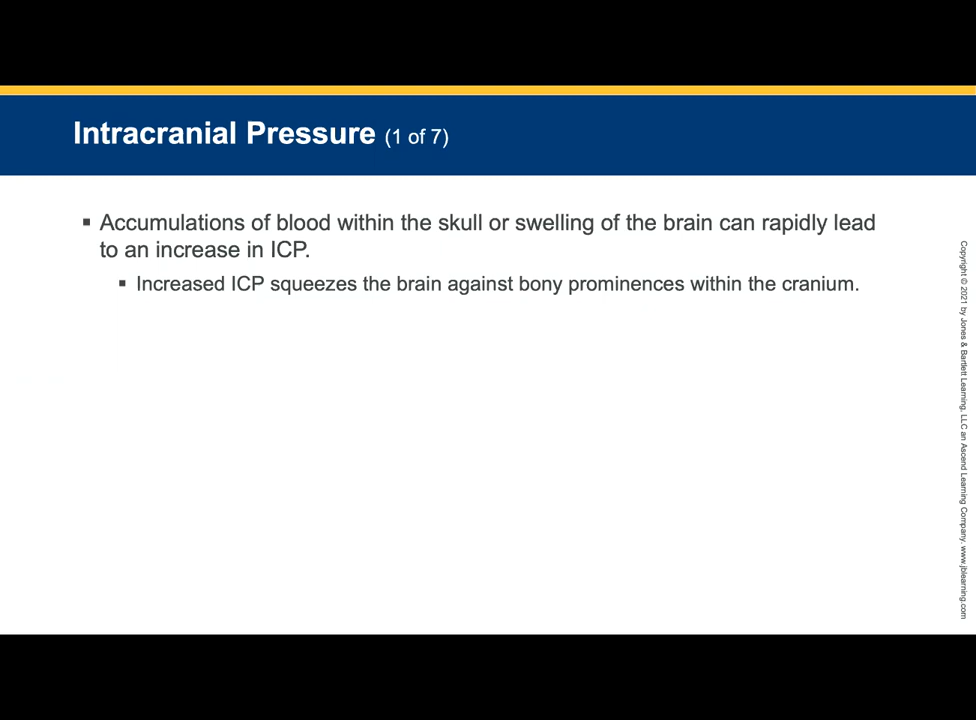 Intracranial Pressure (1 of 7)
▪ Accumulations of blood within the skull or swelling of the brain can rapidly lead
to an increase in ICP.
▪ Increased ICP squeezes the brain against bony prominences within the cranium.
Copyright © 2021 by Jones & Bartlett Learning, LLC an Ascend Learning Company. www.jblearning.com